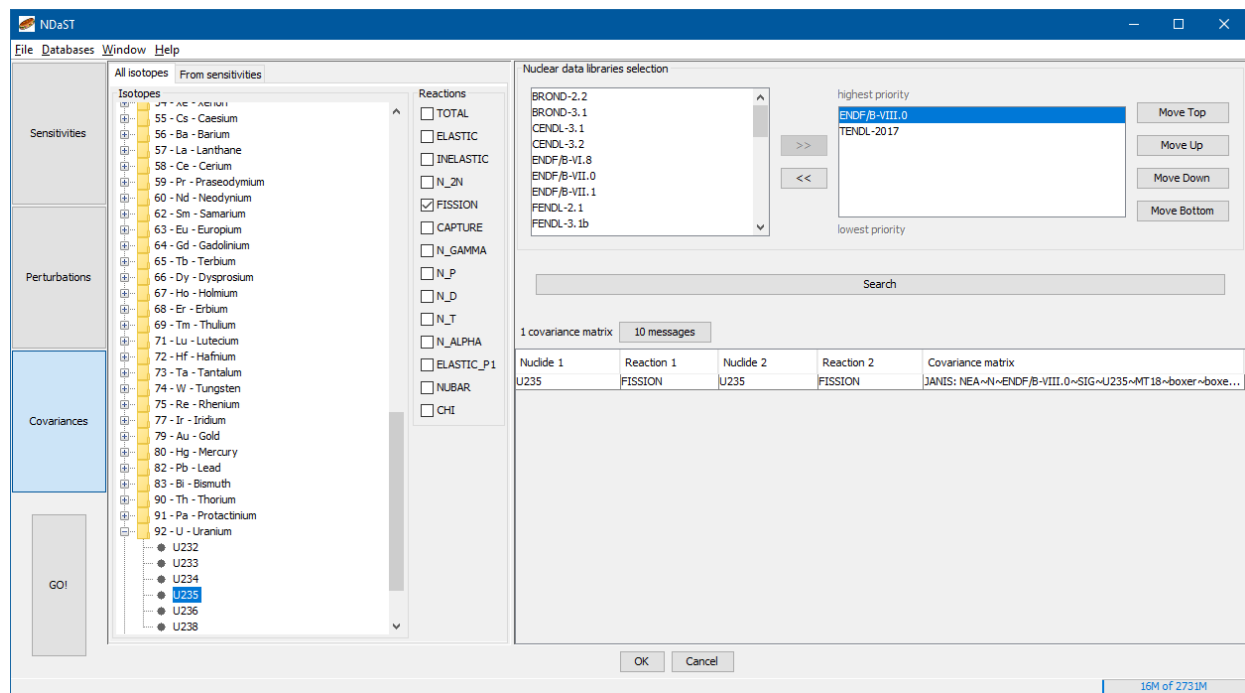 NDaST
File Databases Window Help
Sensitivities
Perturbations
Covariances
GO!
All isotopes From sensitivities
Isotopes
54 - Xe - Xenon
55 - Cs - Caesium
56 - Ba - Barium
57 - La - Lanthane
58 - Ce - Cerium
59 - Pr - Praseodymium
60 - Nd - Neodynium
62 - Sm - Samarium
63 - Eu - Europium
64 - Gd - Gadolinium
65 - Tb - Terbium
66 - Dy - Dysprosium
67 - Ho - Holmium
68 - Er - Erbium
69 - Tm - Thulium
71 - Lu - Lutecium
72 - Hf - Hafnium
73 - Ta - Tantalum
74 - W - Tungsten
75 - Re - Rhenium
77 - Ir - Iridium
79 - Au - Gold
80 - Hg - Mercury
82 - Pb - Lead
83 - Bi - Bismuth
90 - Th - Thorium
91 - Pa - Protactinium
92 - U - Uranium
U232
U233
U234
U235
U236
U238
Reactions
TOTAL
ELASTIC
INELASTIC
N_2N
FISSION
CAPTURE
N_GAMMA
N_P
N_D
N_T
N_ALPHA
ELASTIC_P1
NUBAR
CHI
Nuclear data libraries selection
BROND-2.2
BROND-3.1
CENDL-3.1
CENDL-3.2
ENDF/B-VI.8
ENDF/B-VII.0
ENDF/B-VII.1
FENDL-2.1
FENDL-3.1b
>>
<<
highest priority
ENDF/B-VIII.0
TENDL-2017
lowest priority
Move Top
Move Up
Move Down
Move Bottom
Search
1 covariance matrix 10 messages
Nuclide 1 Reaction 1 Nuclide 2 Reaction 2 Covariance matrix
U235 FISSION U235 FISSION JANIS: NEA~N~ENDF/B-VIII.0~SIG~U235~MT18~boxer~boxe...
OK Cancel
16M of 2731M